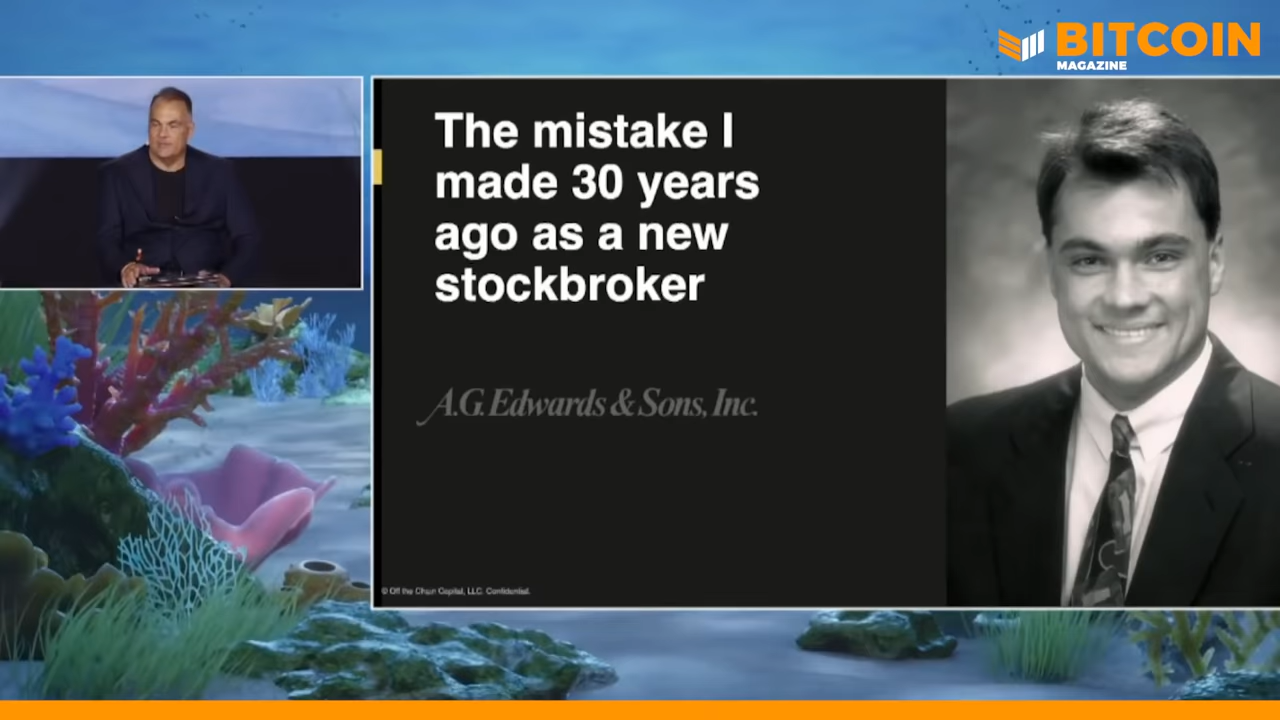 BITCOIN
MAGAZINE
The mistake I
made 30 years
ago as a new
stockbroker
A.G. Edwards & Sons, Inc.
© Off the Chain Capital, LLC. Confidential.